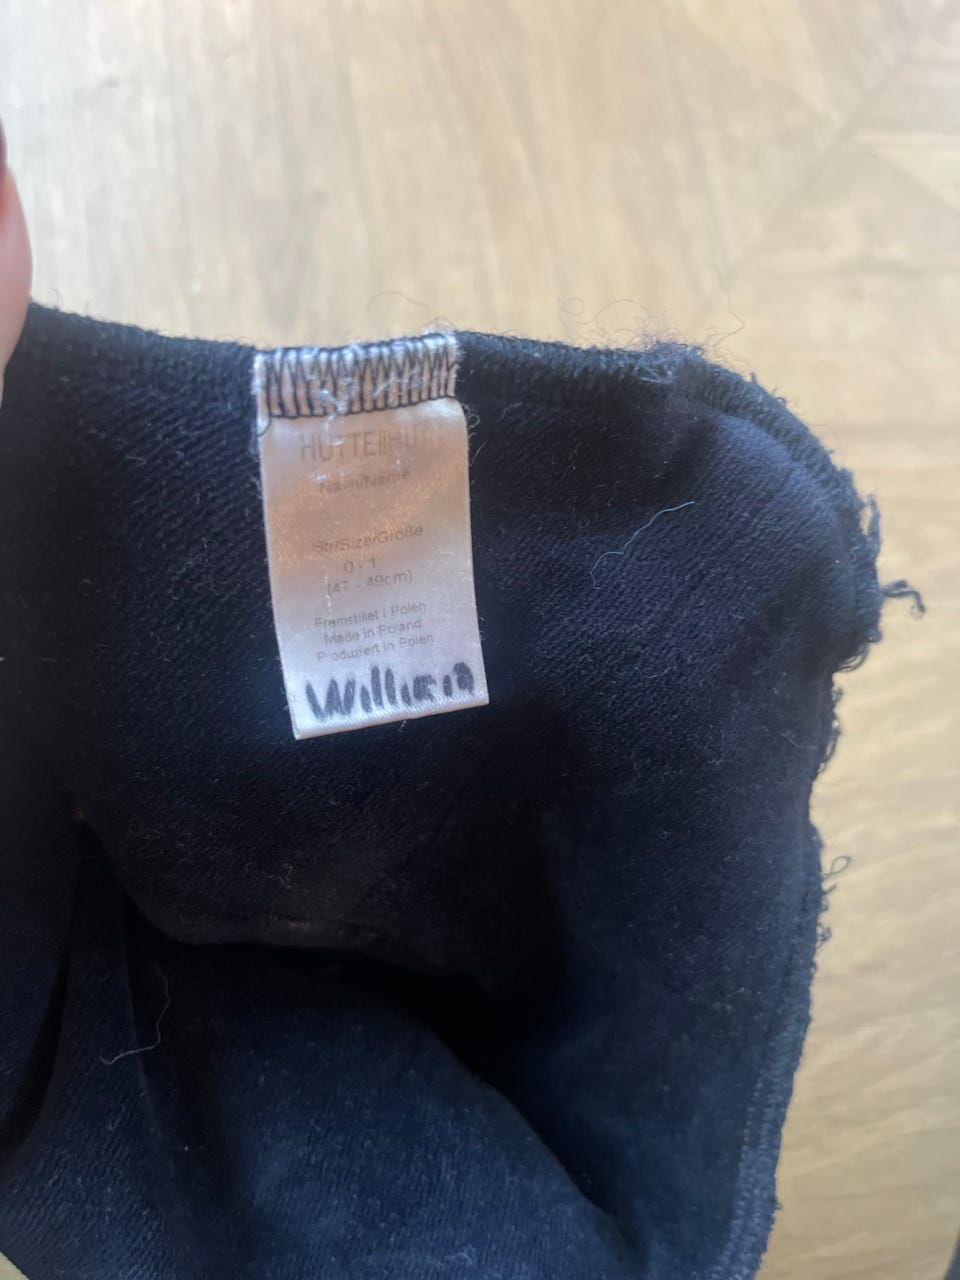 HUTTEliHUT
Navn/Name
Str/Size/Größe
0 - 1
(47 - 49cm)
Fremstillet i Polen
Made in Poland
Produziert in Polen
William